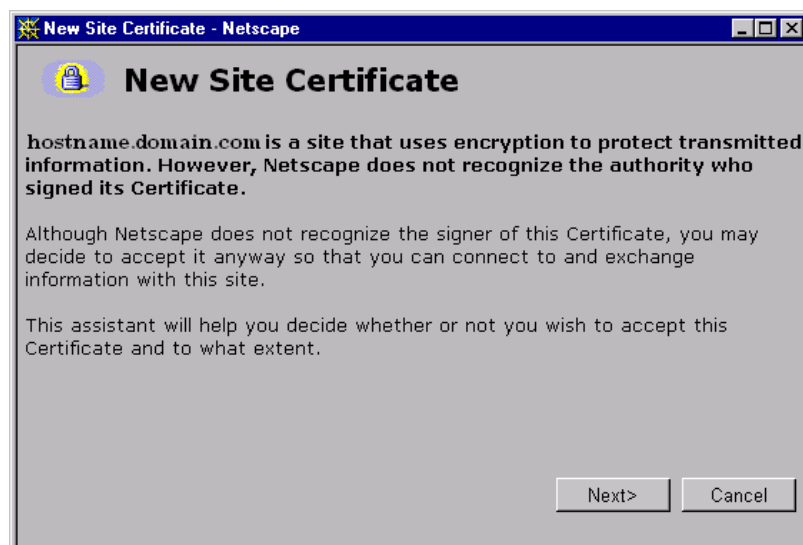 New Site Certificate - Netscape
New Site Certificate
hostname.domain.com is a site that uses encryption to protect transmitted
information. However, Netscape does not recognize the authority who
signed its Certificate.
Although Netscape does not recognize the signer of this Certificate, you may
decide to accept it anyway so that you can connect to and exchange
information with this site.
This assistant will help you decide whether or not you wish to accept this
Certificate and to what extent.
Next> Cancel